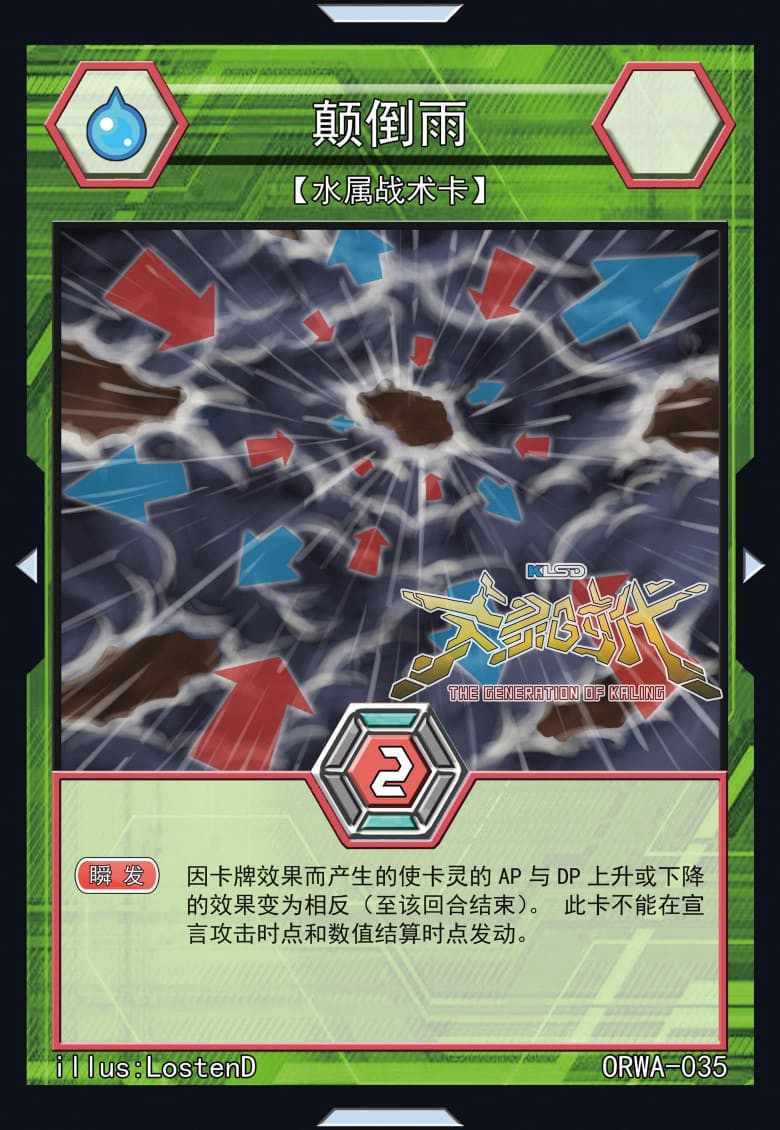 颠倒雨
【水属战术卡】
KLSD
THE GENERATION OF KALING
2
瞬发
因卡牌效果而产生的使卡灵的 AP 与 DP 上升或下降
的效果变为相反（至该回合结束）。 此卡不能在宣
言攻击时点和数值结算时点发动。
illus:LostenD
ORWA-035